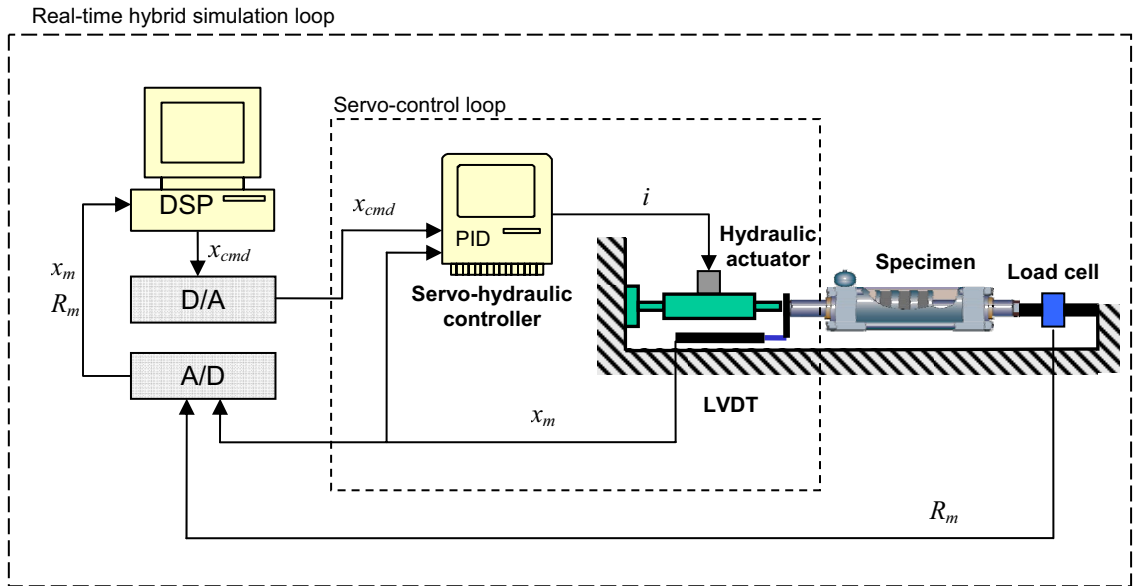 Real-time hybrid simulation loop
Servo-control loop
DSP
x_cmd
x_m
R_m
D/A
A/D
x_cmd
PID
Servo-hydraulic
controller
i
Hydraulic
actuator
Specimen
Load cell
LVDT
x_m
R_m